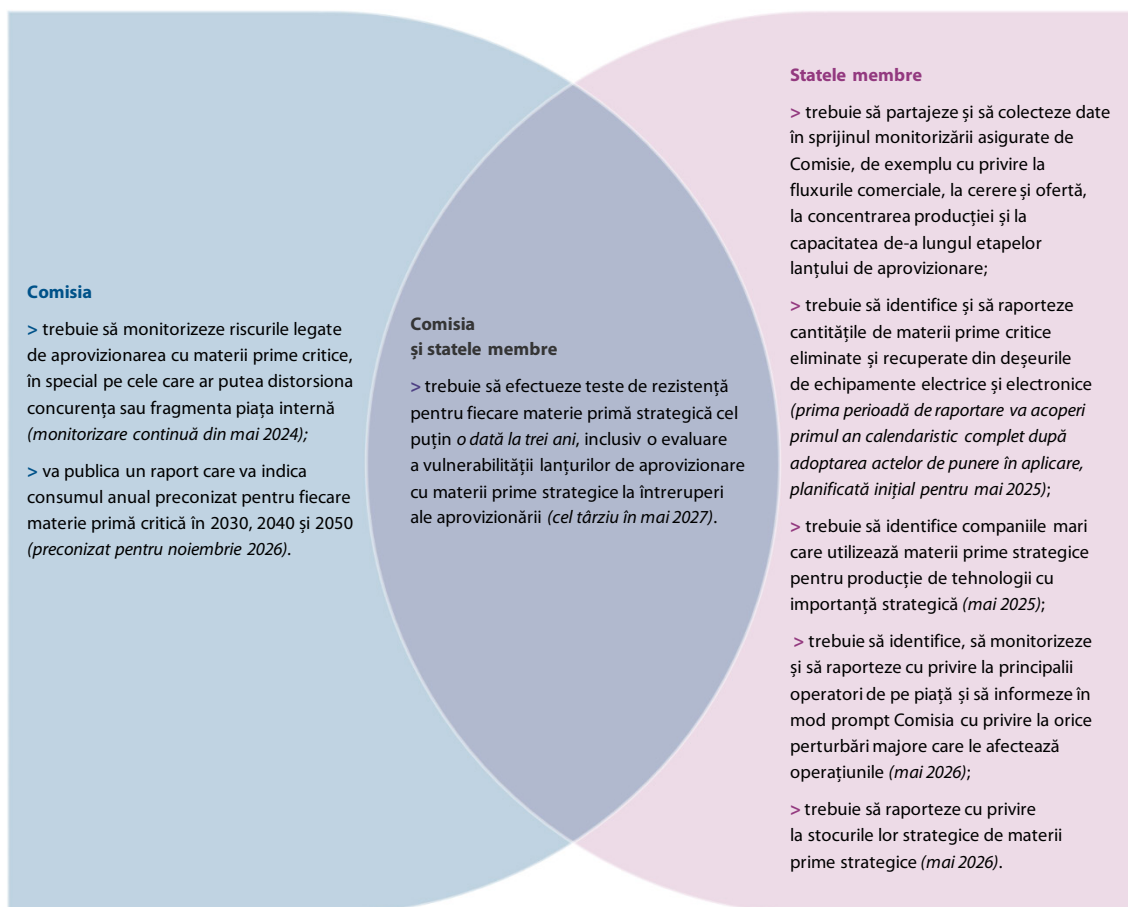 Comisia
> trebuie să monitorizeze riscurile legate
de aprovizionarea cu materii prime critice,
în special pe cele care ar putea distorsiona
concurența sau fragmenta piața internă
(monitorizare continuă din mai 2024);
> va publica un raport care va indica
consumul anual preconizat pentru fiecare
materie primă critică în 2030, 2040 și 2050
(preconizat pentru noiembrie 2026).
Comisia
și statele membre
> trebuie să efectueze teste de rezistență
pentru fiecare materie primă strategică cel
puțin o dată la trei ani, inclusiv o evaluare
a vulnerabilității lanțurilor de aprovizionare
cu materii prime strategice la întreruperi
ale aprovizionării (cel târziu în mai 2027).
Statele membre
> trebuie să partajeze și să colecteze date
în sprijinul monitorizării asigurate de
Comisie, de exemplu cu privire la
fluxurile comerciale, la cerere și ofertă,
la concentrarea producției și la
capacitatea de-a lungul etapelor
lanțului de aprovizionare;
> trebuie să identifice și să raporteze
cantitățile de materii prime critice
eliminate și recuperate din deșeurile
de echipamente electrice și electronice
(prima perioadă de raportare va acoperi
primul an calendaristic complet după
adoptarea actelor de punere în aplicare,
planificată inițial pentru mai 2025);
> trebuie să identifice companiile mari
care utilizează materii prime strategice
pentru producție de tehnologii cu
importanță strategică (mai 2025);
> trebuie să identifice, să monitorizeze
și să raporteze cu privire la principalii
operatori de pe piață și să informeze în
mod prompt Comisia cu privire la orice
perturbări majore care le afectează
operațiunile (mai 2026);
> trebuie să raporteze cu privire
la stocurile lor strategice de materii
prime strategice (mai 2026).